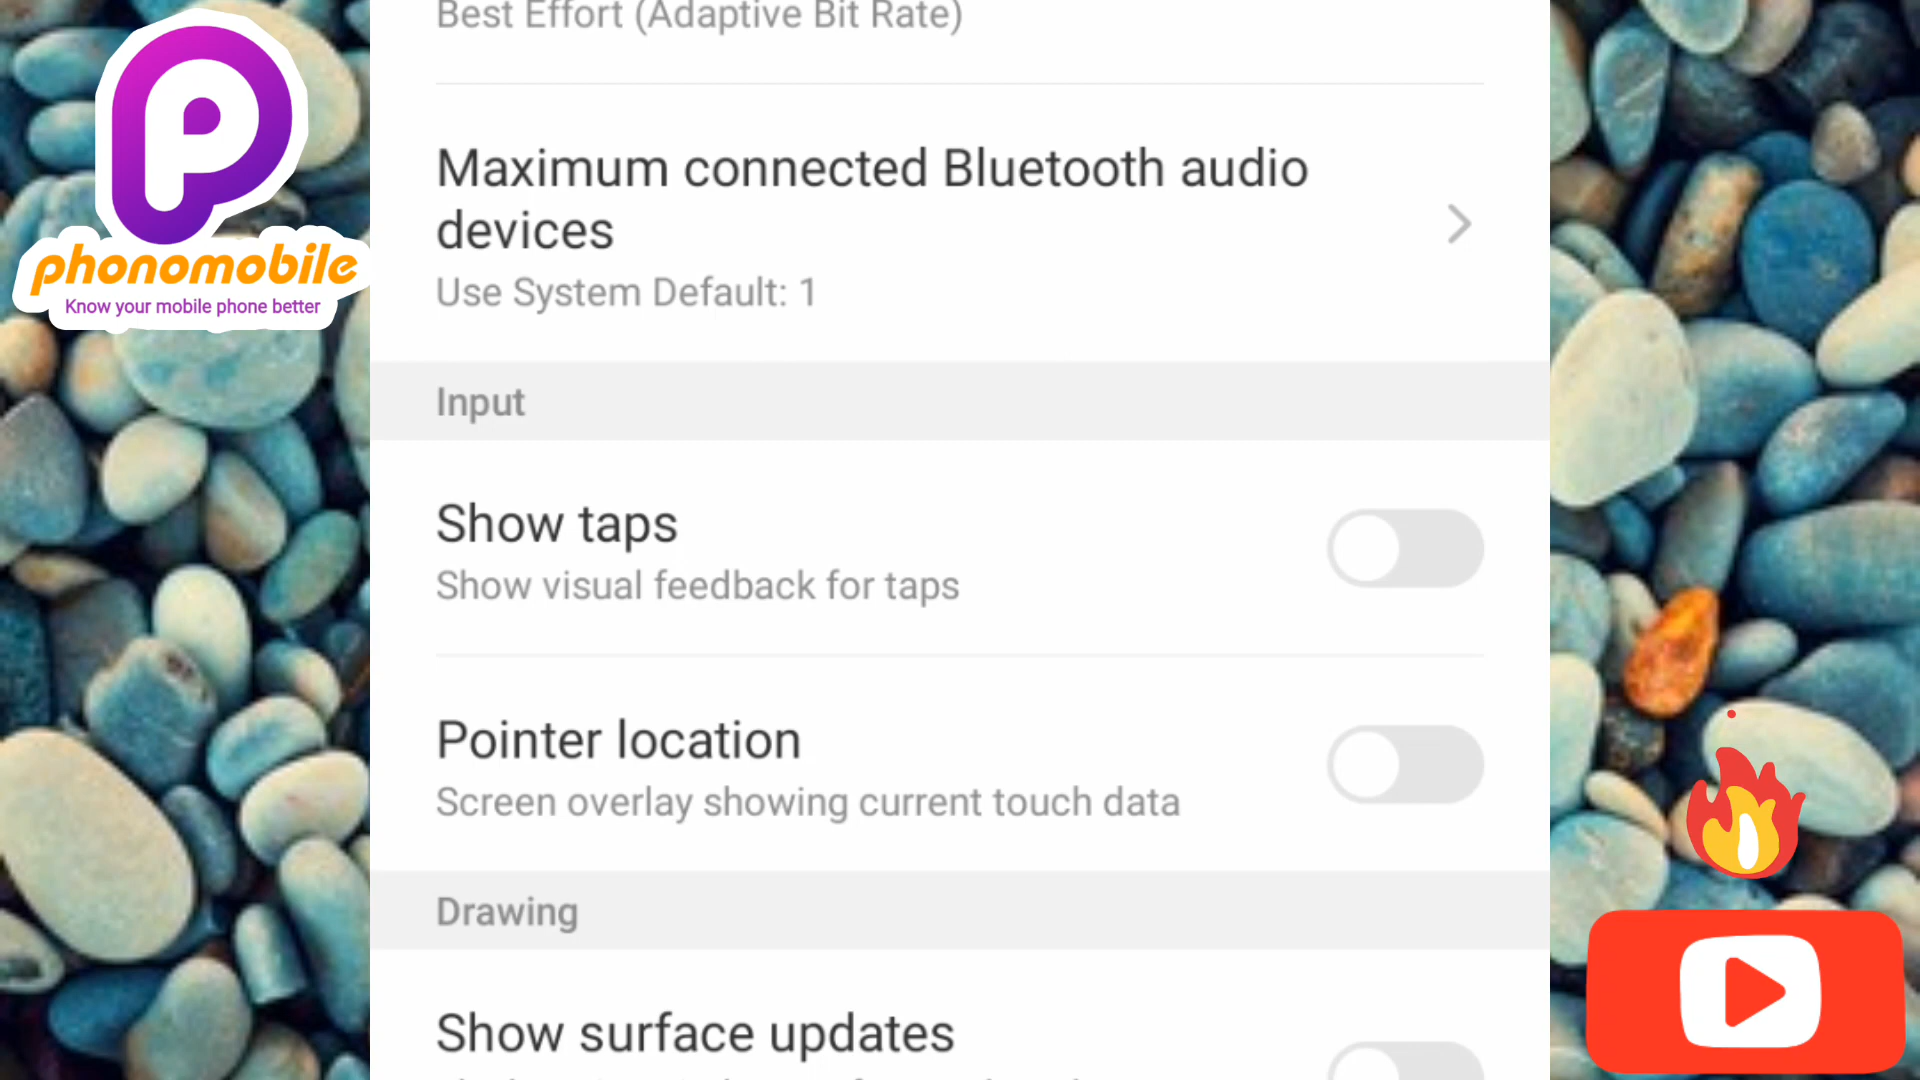 Best Effort (Adaptive Bit Rate)
Maximum connected Bluetooth audio
devices
Use System Default: 1
Input
Show taps
Show visual feedback for taps
Pointer location
Screen overlay showing current touch data
Drawing
Show surface updates
phonomobile
Know your mobile phone better